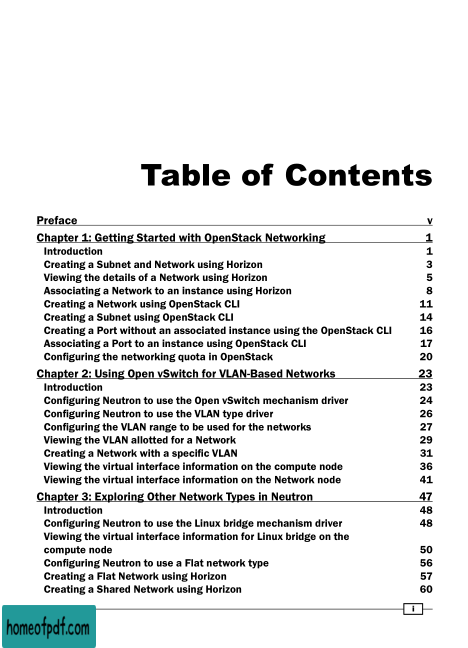 Table of Contents
Preface v
Chapter 1: Getting Started with OpenStack Networking 1
Introduction 1
Creating a Subnet and Network using Horizon 3
Viewing the details of a Network using Horizon 5
Associating a Network to an instance using Horizon 8
Creating a Network using OpenStack CLI 11
Creating a Subnet using OpenStack CLI 14
Creating a Port without an associated instance using the OpenStack CLI 16
Associating a Port to an instance using OpenStack CLI 17
Configuring the networking quota in OpenStack 20
Chapter 2: Using Open vSwitch for VLAN-Based Networks 23
Introduction 23
Configuring Neutron to use the Open vSwitch mechanism driver 24
Configuring Neutron to use the VLAN type driver 26
Configuring the VLAN range to be used for the networks 27
Viewing the VLAN allotted for a Network 29
Creating a Network with a specific VLAN 31
Viewing the virtual interface information on the compute node 36
Viewing the virtual interface information on the Network node 41
Chapter 3: Exploring Other Network Types in Neutron 47
Introduction 48
Configuring Neutron to use the Linux bridge mechanism driver 48
Viewing the virtual interface information for Linux bridge on the
compute node 50
Configuring Neutron to use a Flat network type 56
Creating a Flat Network using Horizon 57
Creating a Shared Network using Horizon 60
i
homeofpdf.com